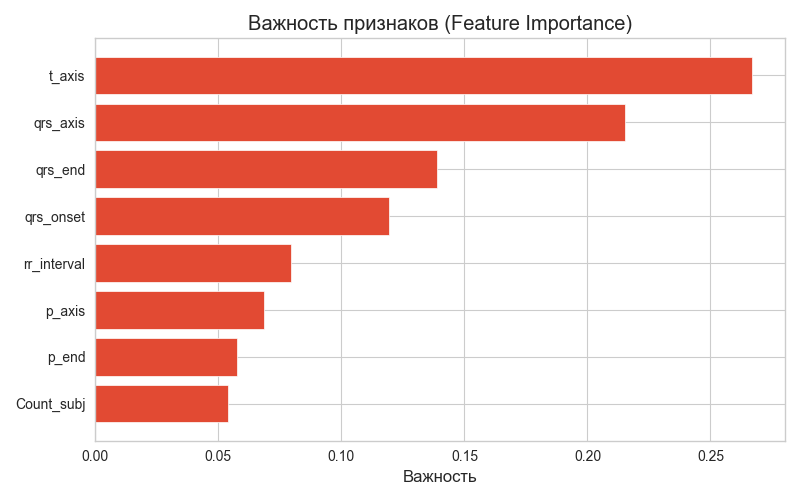 Важность признаков (Feature Importance)
t_axis
qrs_axis
qrs_end
qrs_onset
rr_interval
p_axis
p_end
Count_subj
0.00 0.05 0.10 0.15 0.20 0.25
Важность